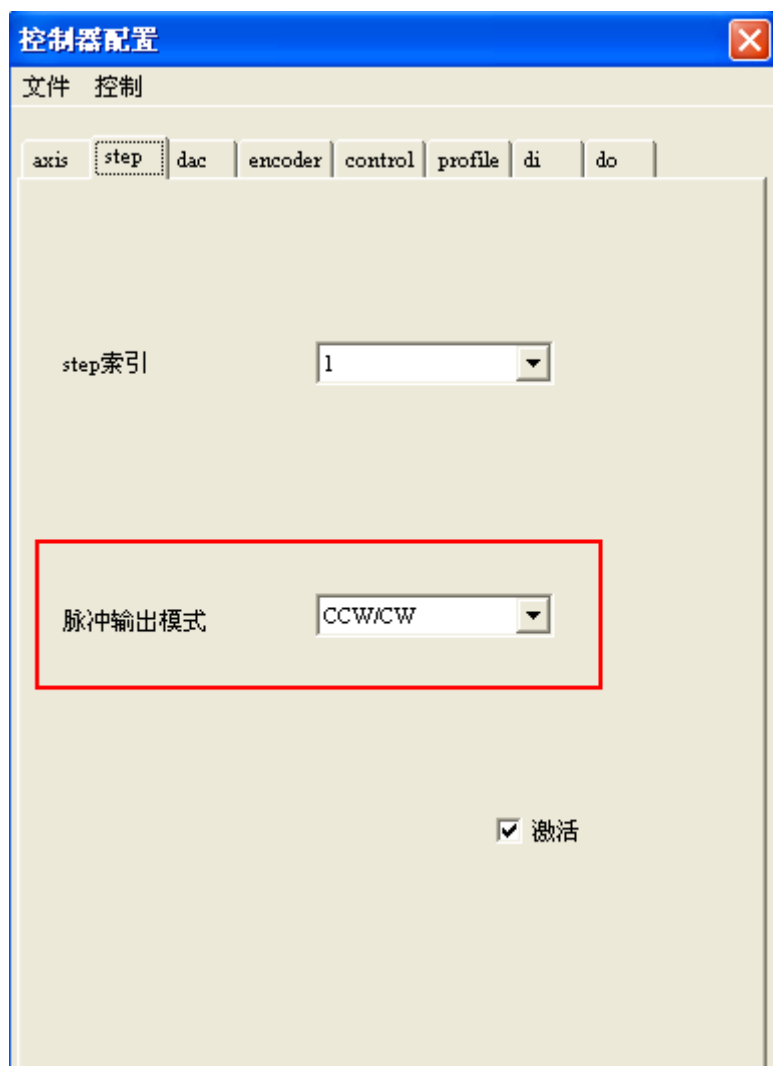 控制器配置
文件 控制
axis step dac encoder control profile di do
step索引 1
脉冲输出模式 CCW/CW
激活